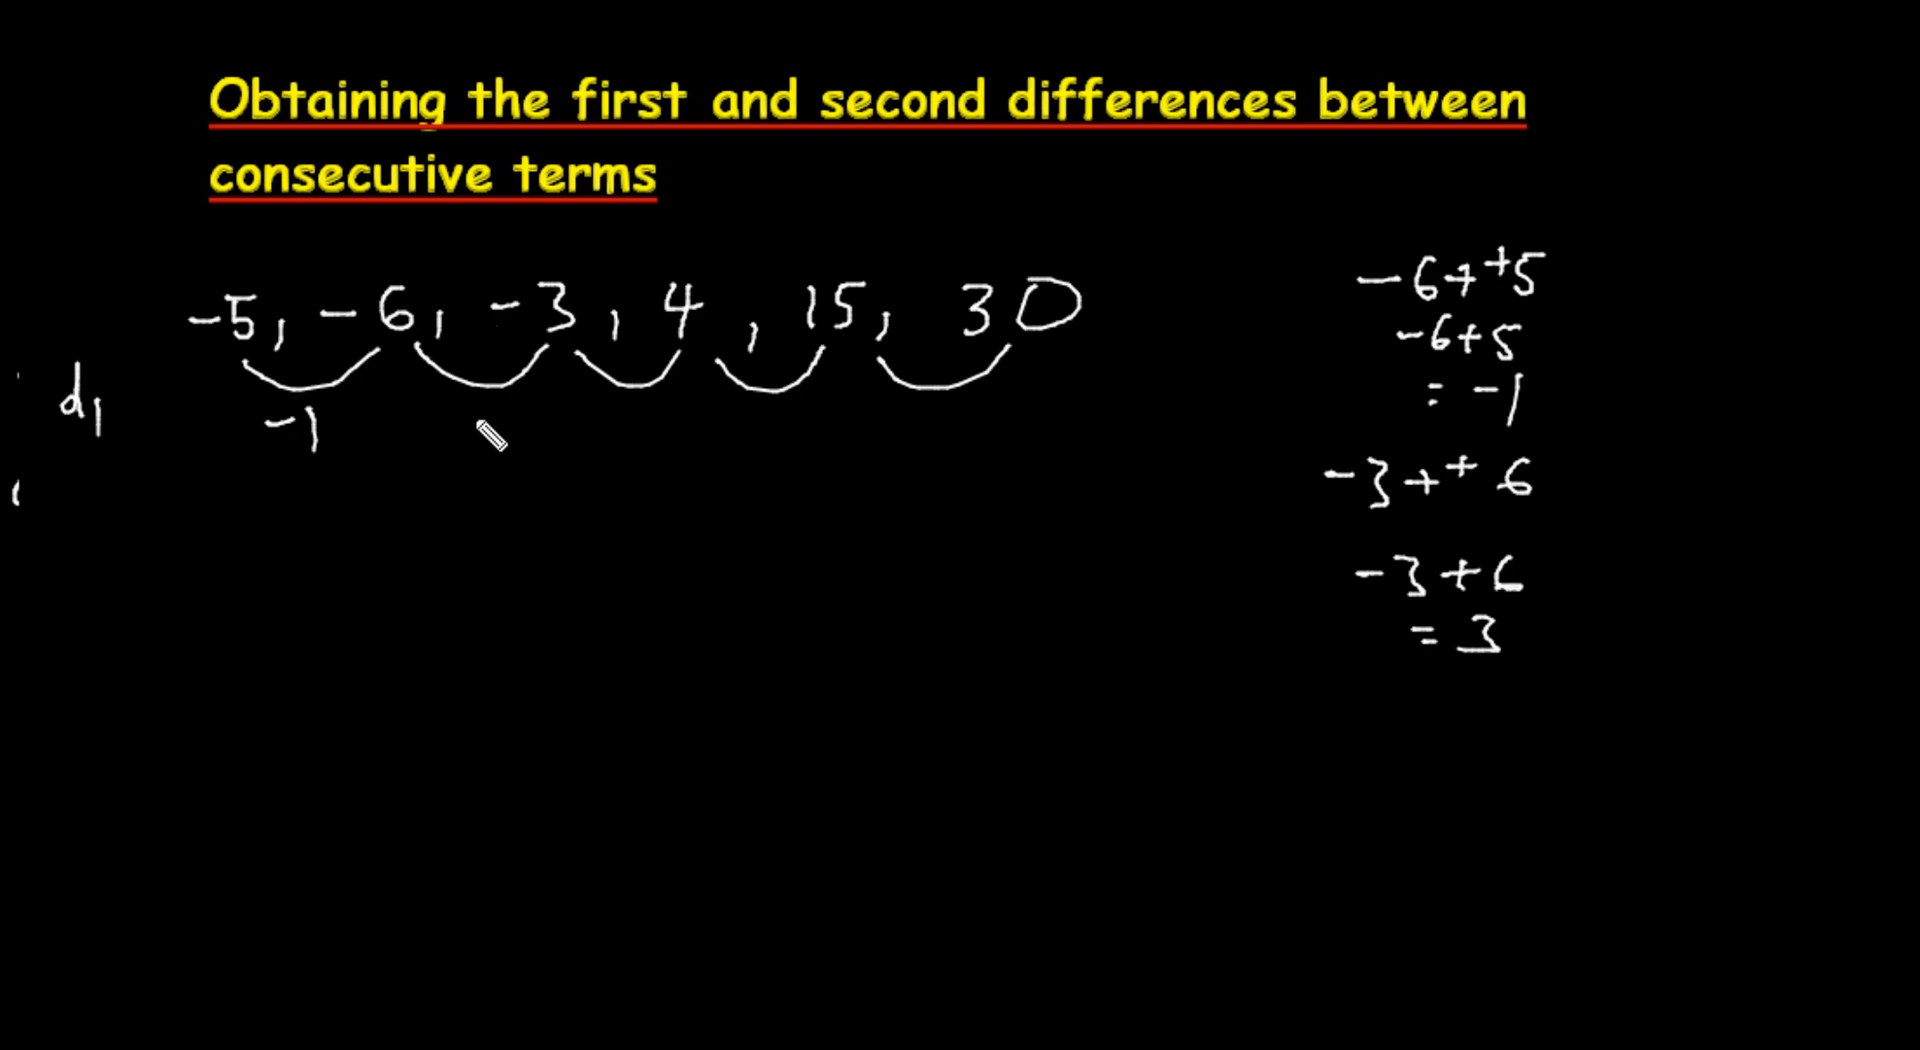 Obtaining the first and second differences between
consecutive terms
-5, -6, -3, 4, 15, 30
d1
-1
-6++5
-6+5
= -1
-3++6
-3+6
= 3